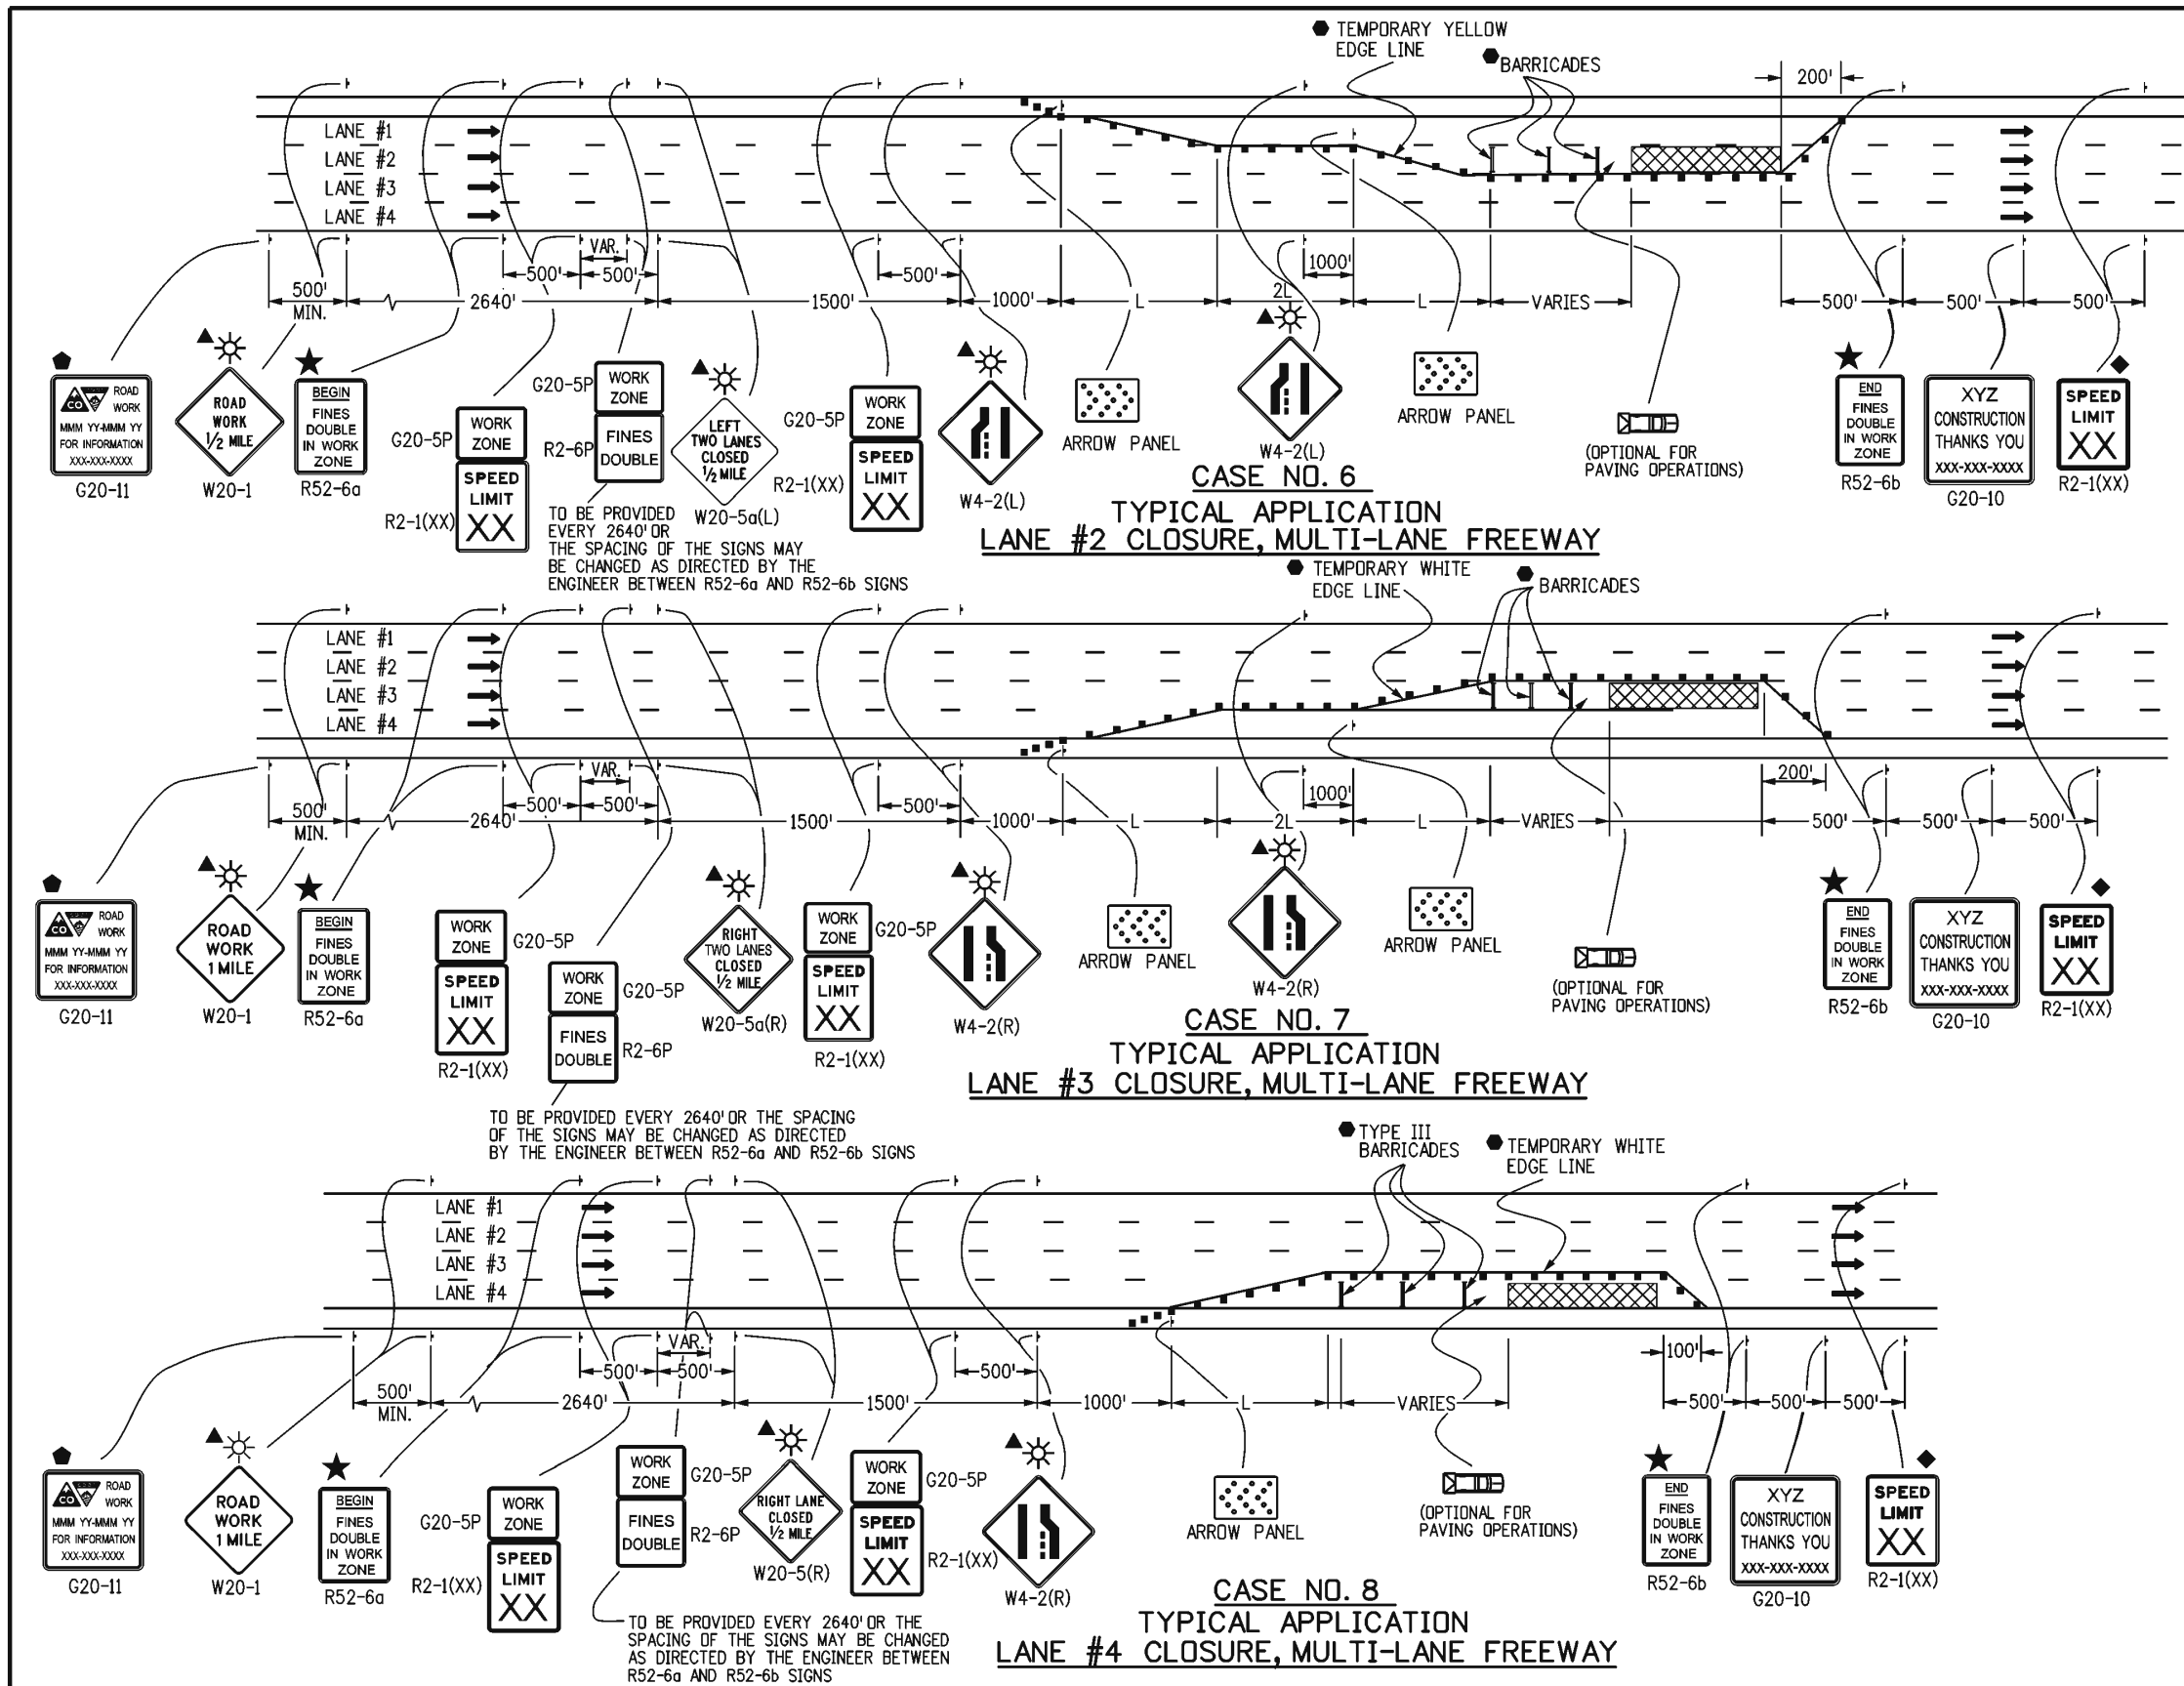 TEMPORARY YELLOW
EDGE LINE
BARRICADES
200'
LANE #1
LANE #2
LANE #3
LANE #4
VAR.
500'
500'
500'
1000'
500'
MIN.
2640'
1500'
1000'
L
2L
L
VARIES
500'
500'
500'
ROAD
WORK
CO
MMM YY-MMM YY
FOR INFORMATION
XXX-XXX-XXXX
G20-11
ROAD
WORK
1/2 MILE
W20-1
BEGIN
FINES
DOUBLE
IN WORK
ZONE
R52-6a
G20-5P
WORK
ZONE
SPEED
LIMIT
XX
R2-1(XX)
G20-5P
WORK
ZONE
R2-6P
FINES
DOUBLE
TO BE PROVIDED
EVERY 2640' OR
THE SPACING OF THE SIGNS MAY
BE CHANGED AS DIRECTED BY THE
ENGINEER BETWEEN R52-6a AND R52-6b SIGNS
LEFT
TWO LANES
CLOSED
1/2 MILE
W20-5a(L)
G20-5P
WORK
ZONE
SPEED
LIMIT
XX
R2-1(XX)
W4-2(L)
ARROW PANEL
W4-2(L)
ARROW PANEL
(OPTIONAL FOR
PAVING OPERATIONS)
END
FINES
DOUBLE
IN WORK
ZONE
R52-6b
XYZ
CONSTRUCTION
THANKS YOU
XXX-XXX-XXXX
G20-10
SPEED
LIMIT
XX
R2-1(XX)
CASE NO. 6
TYPICAL APPLICATION
LANE #2 CLOSURE, MULTI-LANE FREEWAY
TEMPORARY WHITE
EDGE LINE
BARRICADES
LANE #1
LANE #2
LANE #3
LANE #4
VAR.
500'
500'
500'
1000'
200'
500'
MIN.
2640'
1500'
1000'
L
2L
L
VARIES
500'
500'
500'
ROAD
WORK
CO
MMM YY-MMM YY
FOR INFORMATION
XXX-XXX-XXXX
G20-11
ROAD
WORK
1 MILE
W20-1
BEGIN
FINES
DOUBLE
IN WORK
ZONE
R52-6a
WORK
ZONE
G20-5P
SPEED
LIMIT
XX
R2-1(XX)
WORK
ZONE
G20-5P
FINES
DOUBLE
R2-6P
TO BE PROVIDED EVERY 2640' OR THE SPACING
OF THE SIGNS MAY BE CHANGED AS DIRECTED
BY THE ENGINEER BETWEEN R52-6a AND R52-6b SIGNS
RIGHT
TWO LANES
CLOSED
1/2 MILE
W20-5a(R)
WORK
ZONE
G20-5P
SPEED
LIMIT
XX
R2-1(XX)
W4-2(R)
ARROW PANEL
W4-2(R)
ARROW PANEL
(OPTIONAL FOR
PAVING OPERATIONS)
END
FINES
DOUBLE
IN WORK
ZONE
R52-6b
XYZ
CONSTRUCTION
THANKS YOU
XXX-XXX-XXXX
G20-10
SPEED
LIMIT
XX
R2-1(XX)
CASE NO. 7
TYPICAL APPLICATION
LANE #3 CLOSURE, MULTI-LANE FREEWAY
TYPE III
BARRICADES
TEMPORARY WHITE
EDGE LINE
LANE #1
LANE #2
LANE #3
LANE #4
VAR.
500'
500'
500'
100'
500'
MIN.
2640'
1500'
1000'
L
VARIES
500'
500'
500'
ROAD
WORK
CO
MMM YY-MMM YY
FOR INFORMATION
XXX-XXX-XXXX
G20-11
ROAD
WORK
1 MILE
W20-1
BEGIN
FINES
DOUBLE
IN WORK
ZONE
R52-6a
G20-5P
WORK
ZONE
SPEED
LIMIT
XX
R2-1(XX)
WORK
ZONE
G20-5P
FINES
DOUBLE
R2-6P
TO BE PROVIDED EVERY 2640' OR THE
SPACING OF THE SIGNS MAY BE CHANGED
AS DIRECTED BY THE ENGINEER BETWEEN
R52-6a AND R52-6b SIGNS
RIGHT LANE
CLOSED
1/2 MILE
W20-5(R)
WORK
ZONE
G20-5P
SPEED
LIMIT
XX
R2-1(XX)
W4-2(R)
ARROW PANEL
(OPTIONAL FOR
PAVING OPERATIONS)
END
FINES
DOUBLE
IN WORK
ZONE
R52-6b
XYZ
CONSTRUCTION
THANKS YOU
XXX-XXX-XXXX
G20-10
SPEED
LIMIT
XX
R2-1(XX)
CASE NO. 8
TYPICAL APPLICATION
LANE #4 CLOSURE, MULTI-LANE FREEWAY